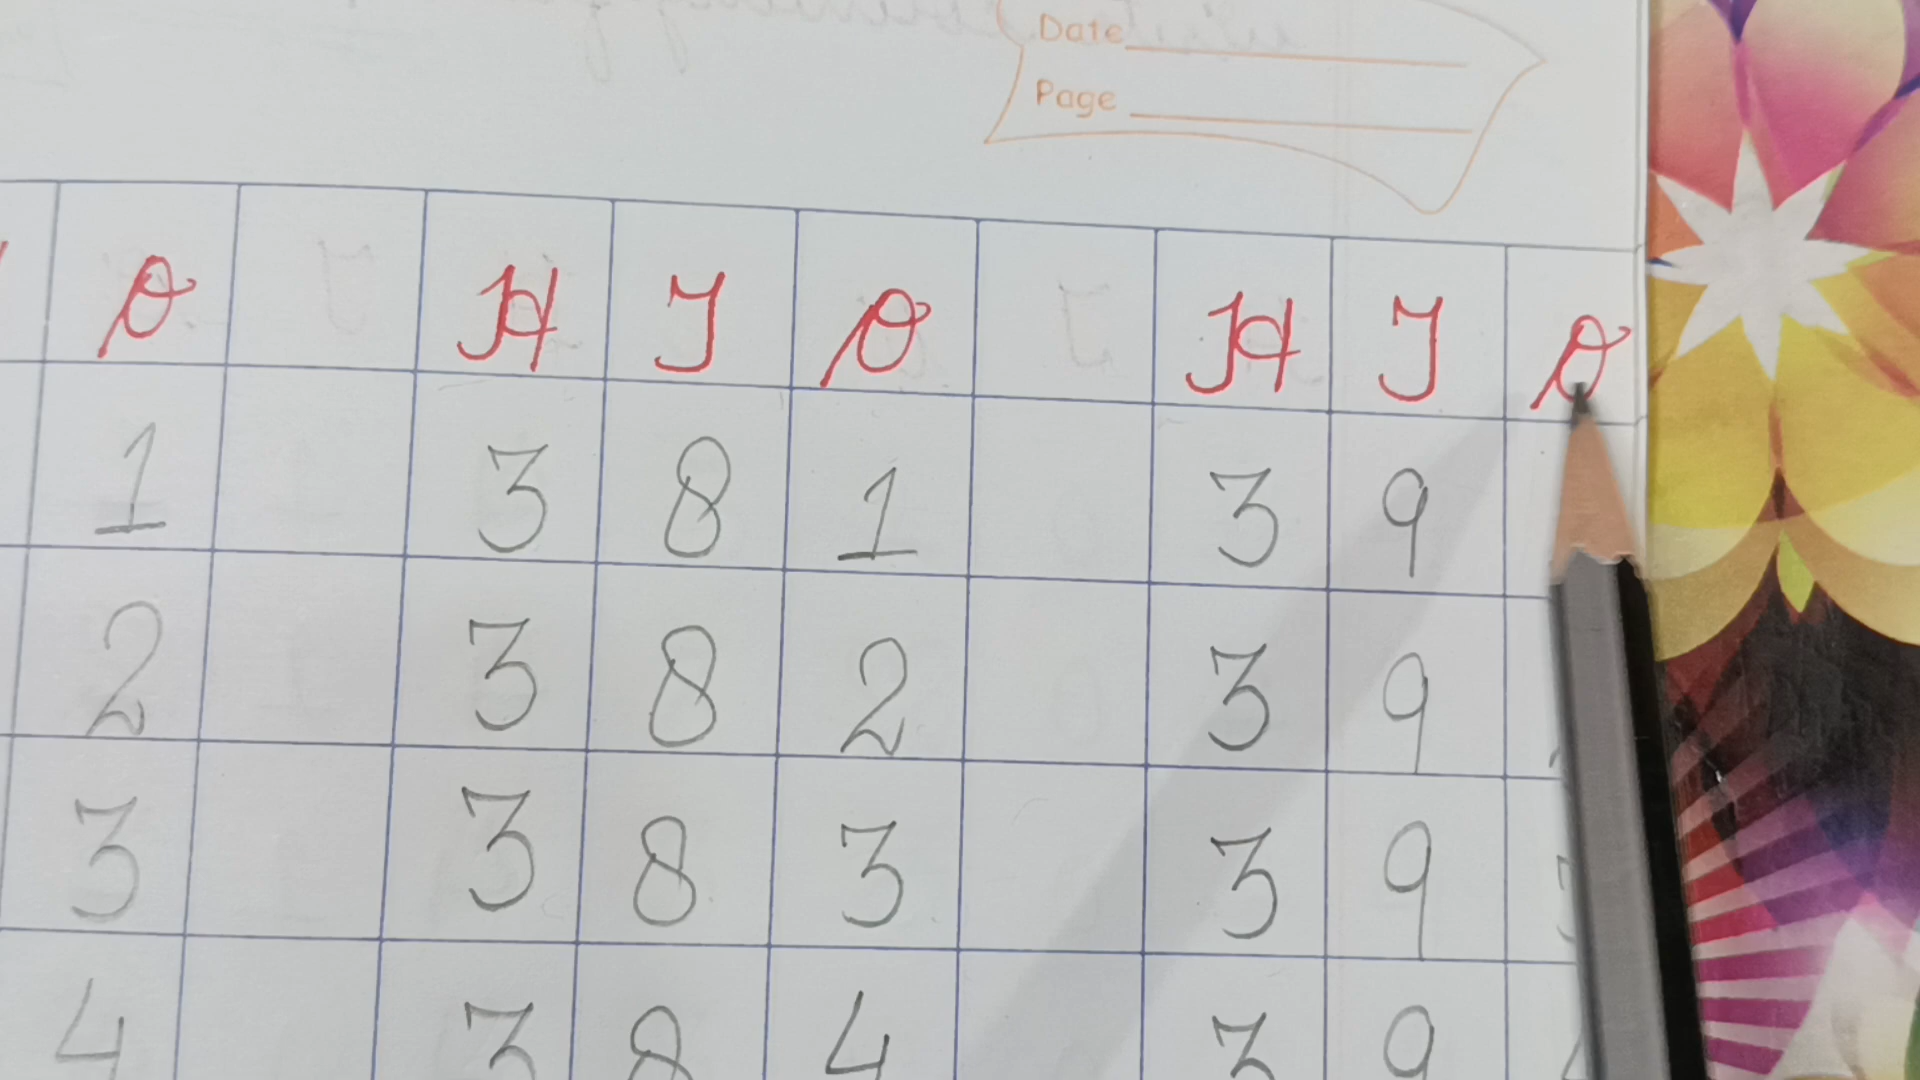 Date
Page
O H T O H T O
1 3 8 1 3 9
2 3 8 2 3 9
3 3 8 3 3 9
4 3 8 4 3 9